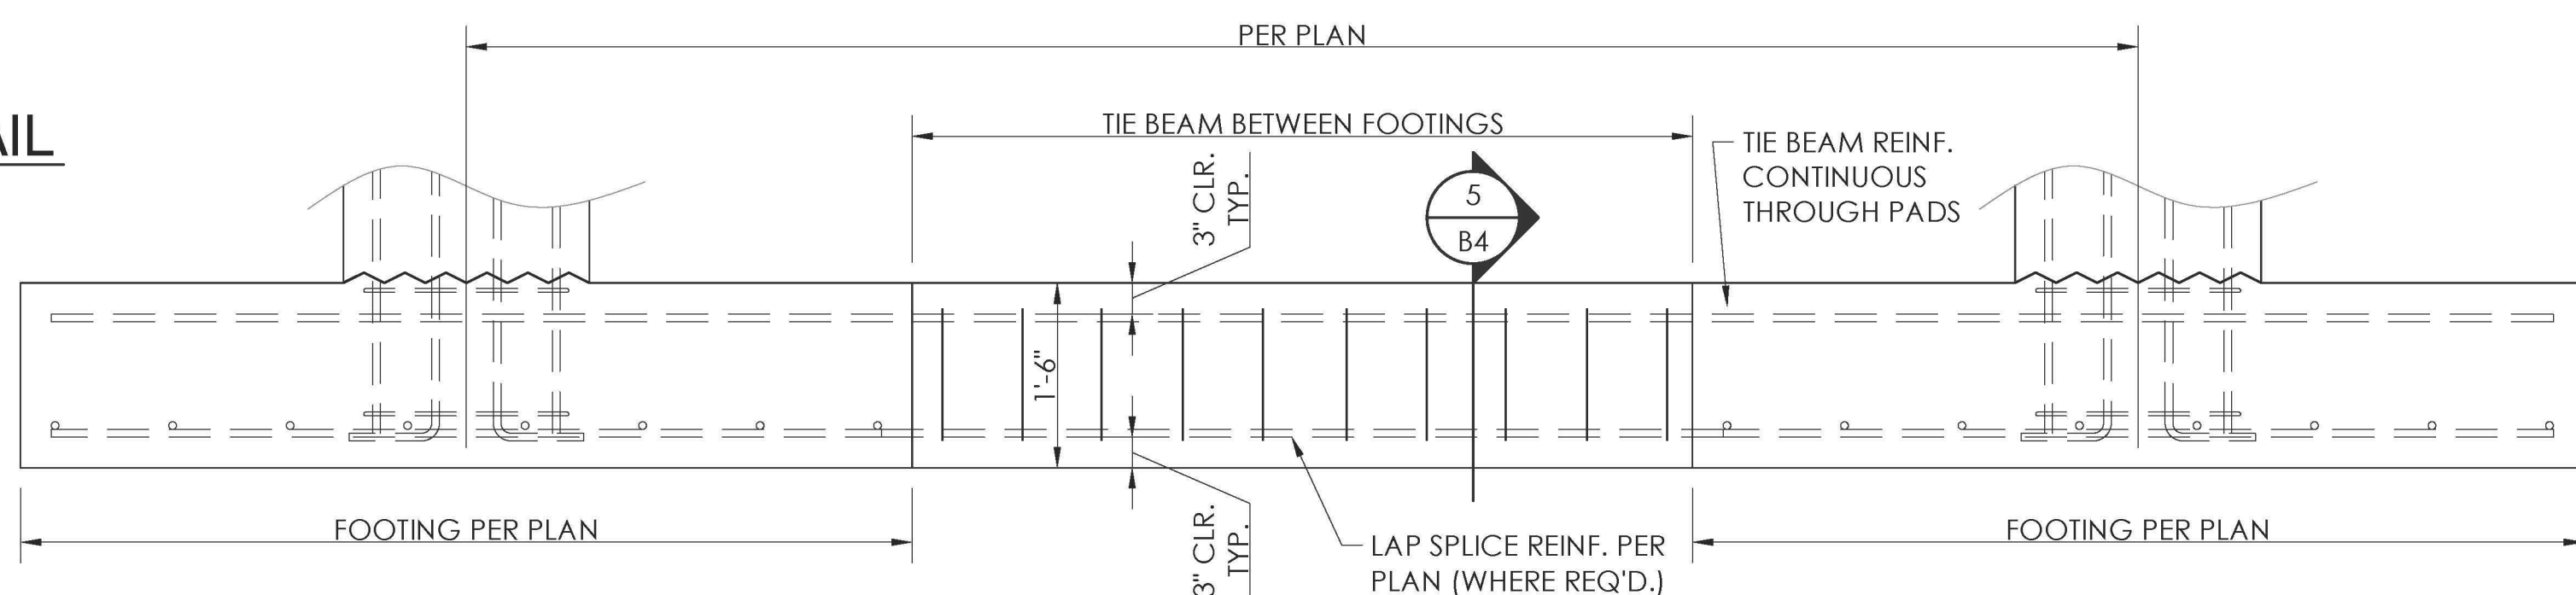 PER PLAN
AIL
TIE BEAM BETWEEN FOOTINGS
3" CLR.
TYP.
5
B4
TIE BEAM REINF.
CONTINUOUS
THROUGH PADS
1'-6"
FOOTING PER PLAN
3" CLR.
TYP.
LAP SPLICE REINF. PER
PLAN (WHERE REQ'D.)
FOOTING PER PLAN